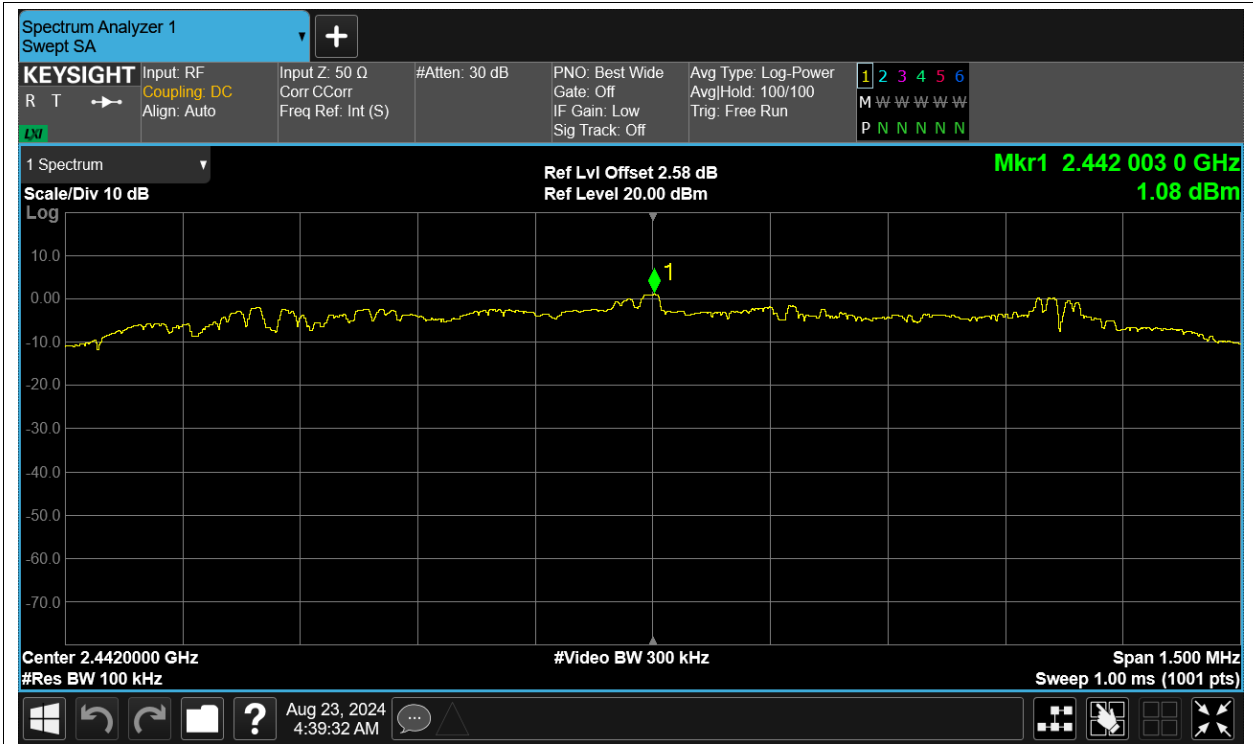 Spectrum Analyzer 1
Swept SA
KEYSIGHT
R T
LXI
Input: RF
Coupling: DC
Align: Auto
Input Z: 50 Ω
Corr CCorr
Freq Ref: Int (S)
#Atten: 30 dB
PNO: Best Wide
Gate: Off
IF Gain: Low
Sig Track: Off
Avg Type: Log-Power
Avg|Hold: 100/100
Trig: Free Run
1 2 3 4 5 6
M W W W W W
P N N N N N
1 Spectrum
Scale/Div 10 dB
Log
Ref Lvl Offset 2.58 dB
Ref Level 20.00 dBm
Mkr1 2.442 003 0 GHz
1.08 dBm
1
10.0
0.00
-10.0
-20.0
-30.0
-40.0
-50.0
-60.0
-70.0
Center 2.4420000 GHz
#Res BW 100 kHz
#Video BW 300 kHz
Span 1.500 MHz
Sweep 1.00 ms (1001 pts)
?
Aug 23, 2024
4:39:32 AM